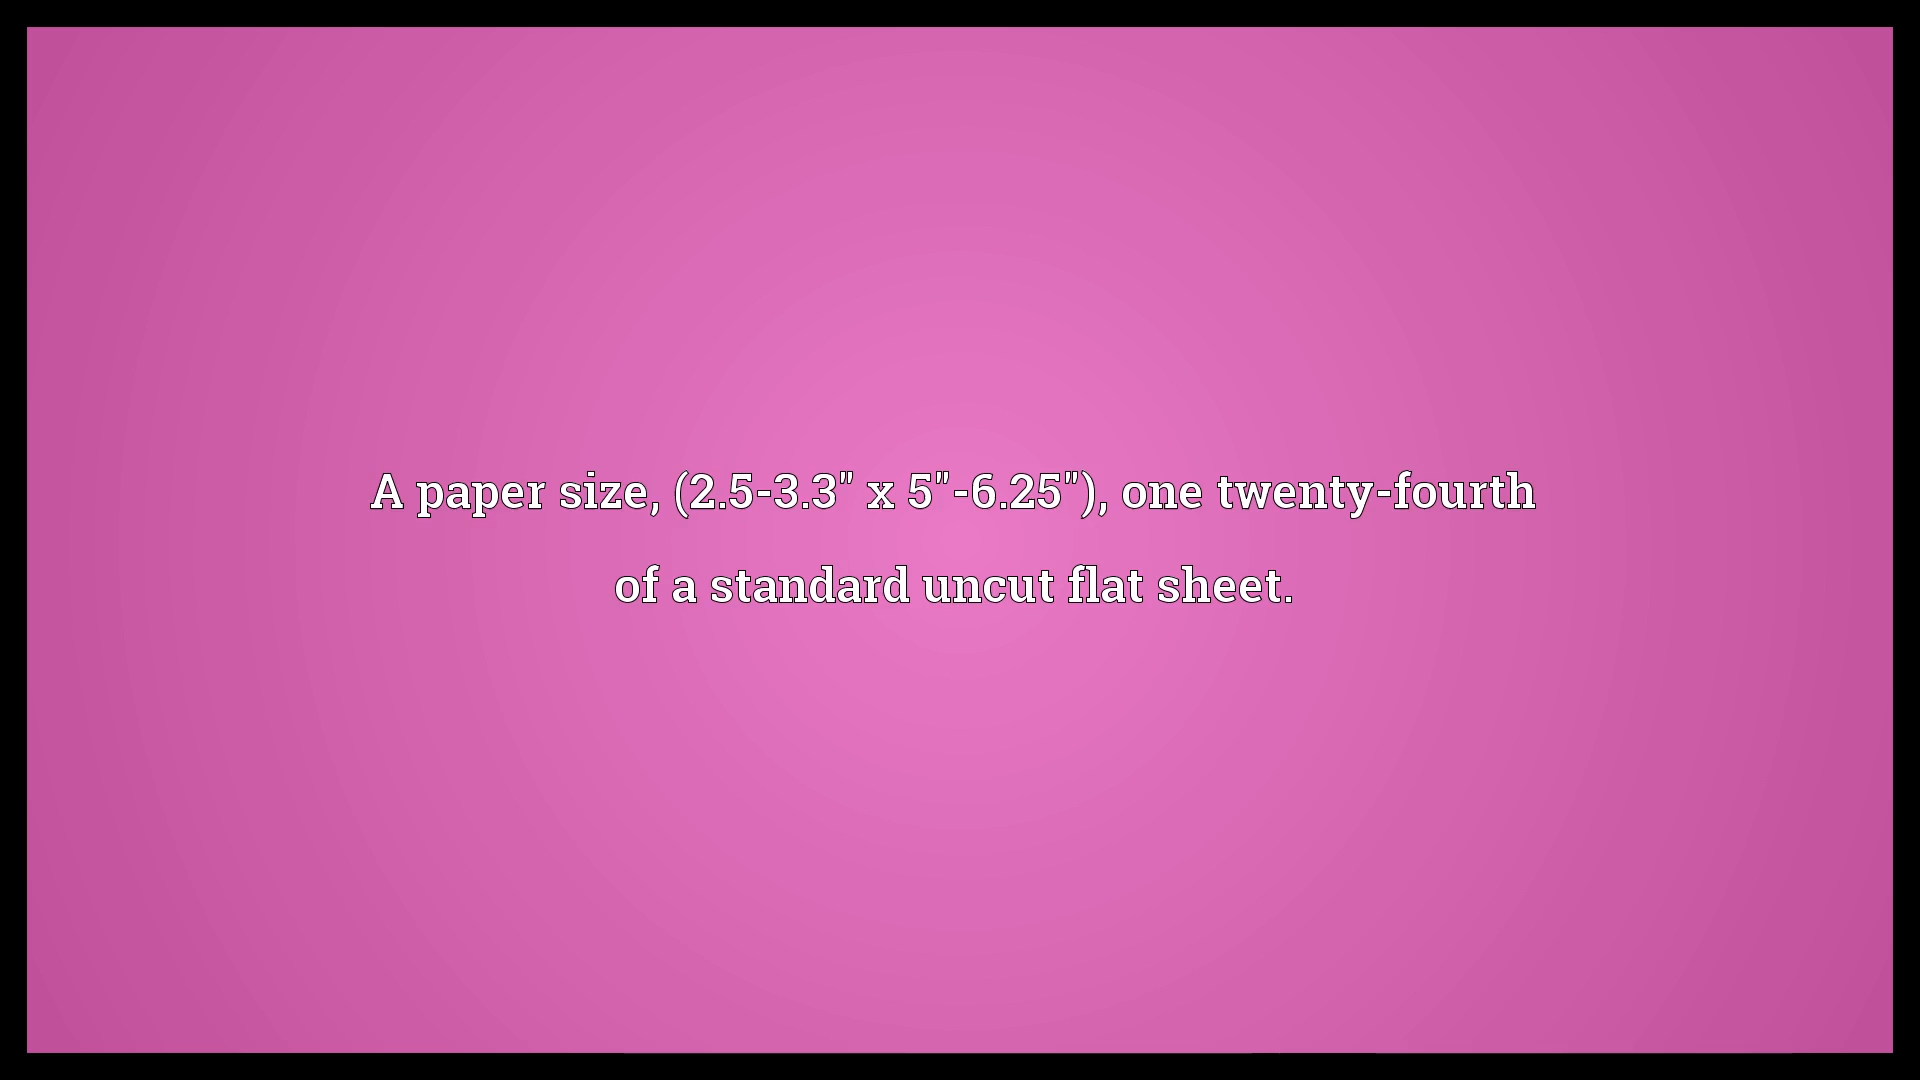 A paper size, (2.5-3.3" x 5"-6.25"), one twenty-fourth
of a standard uncut flat sheet.